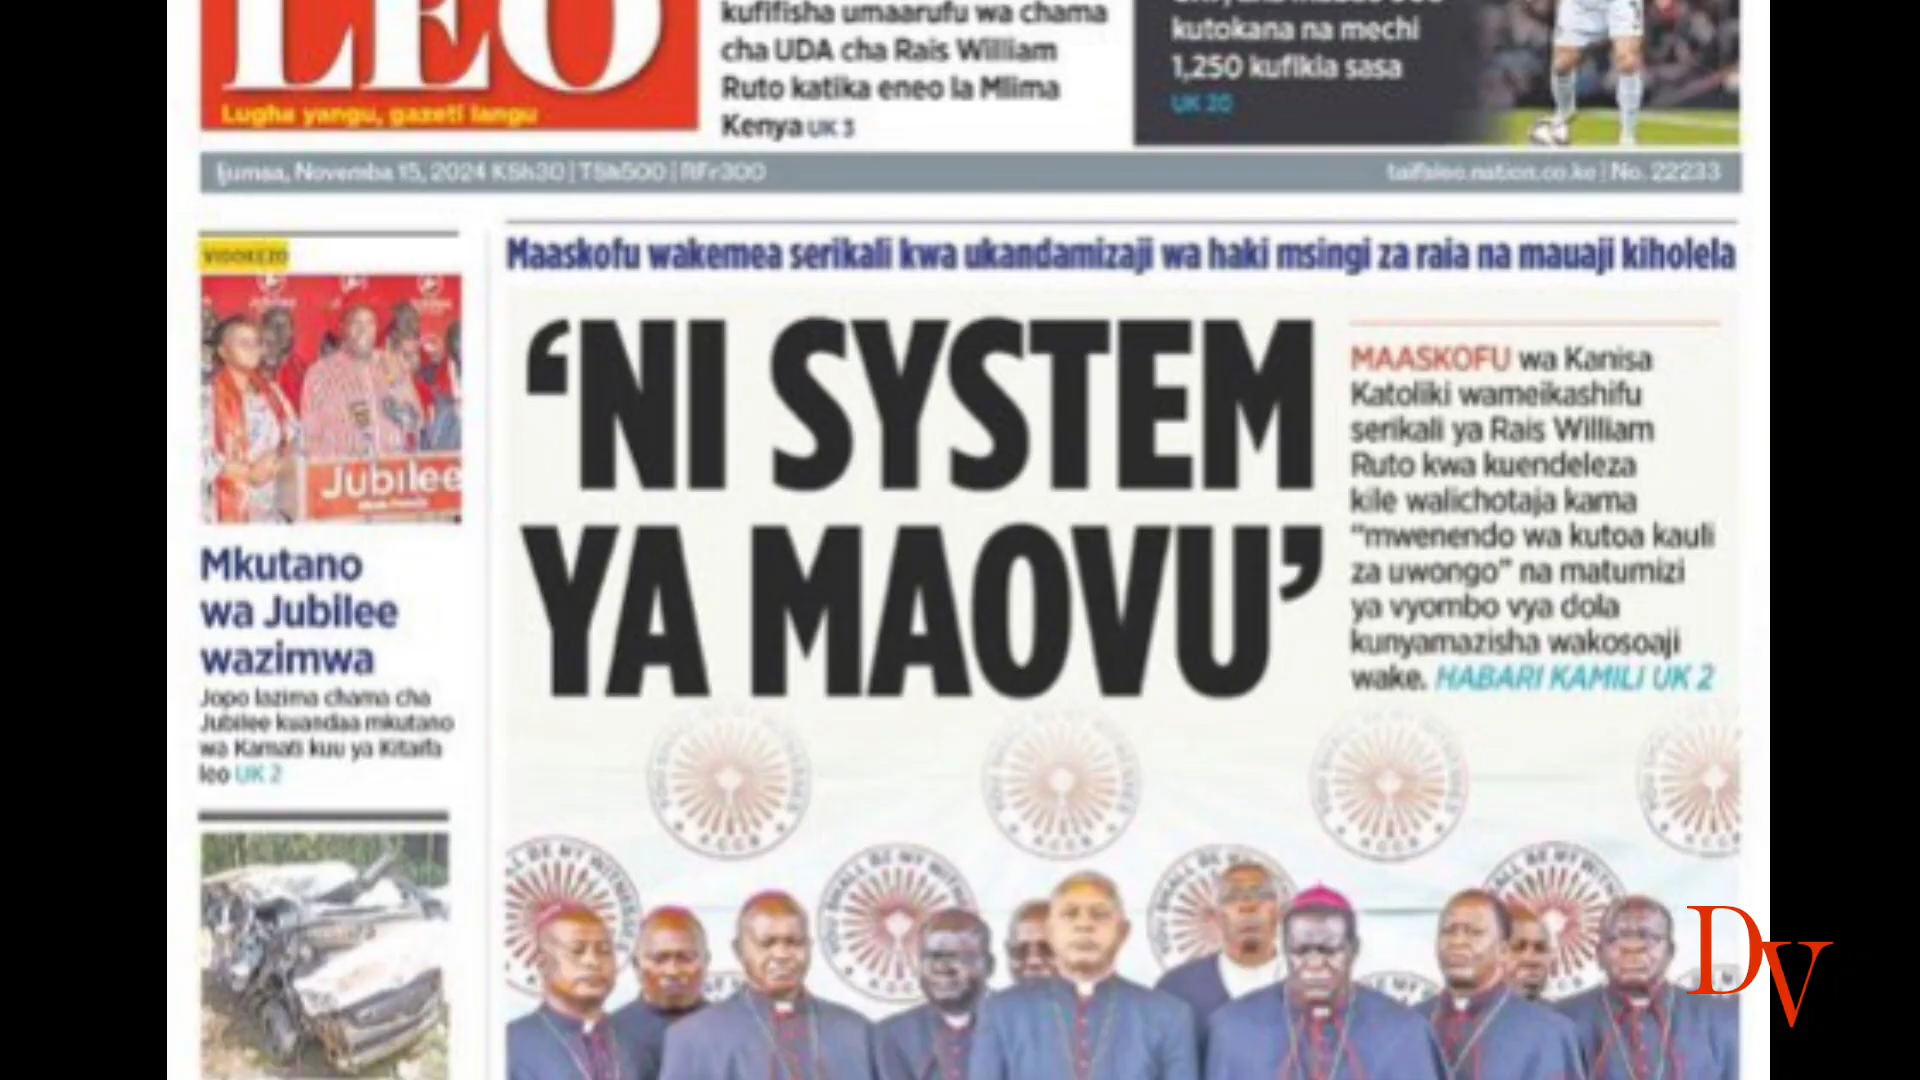 LEO
Lugha yangu, gazeti langu
kufifisha umaarufu wa chama
cha UDA cha Rais William
Ruto katika eneo la Mlima
Kenya UK 3
kutokana na mechi
1,250 kufikia sasa
UK 20
Ijumaa, Novemba 15, 2024 KSh30 | TSh500 | RFr300
taifaleo.nation.co.ke | No. 22233
VIDOKEZO
Jubilee
Mkutano
wa Jubilee
wazimwa
Jopo lazima chama cha
Jubilee kuandaa mkutano
wa Kamati kuu ya Kitaifa
leo UK 2
Maaskofu wakemea serikali kwa ukandamizaji wa haki msingi za raia na mauaji kiholela
‘NI SYSTEM
YA MAOVU’
MAASKOFU wa Kanisa
Katoliki wameikashifu
serikali ya Rais William
Ruto kwa kuendeleza
kile walichotaja kama
“mwenendo wa kutoa kauli
za uwongo” na matumizi
ya vyombo vya dola
kunyamazisha wakosoaji
wake. HABARI KAMILI UK 2
YOU SHALL BE MY WITNESSES
KCCB
DV